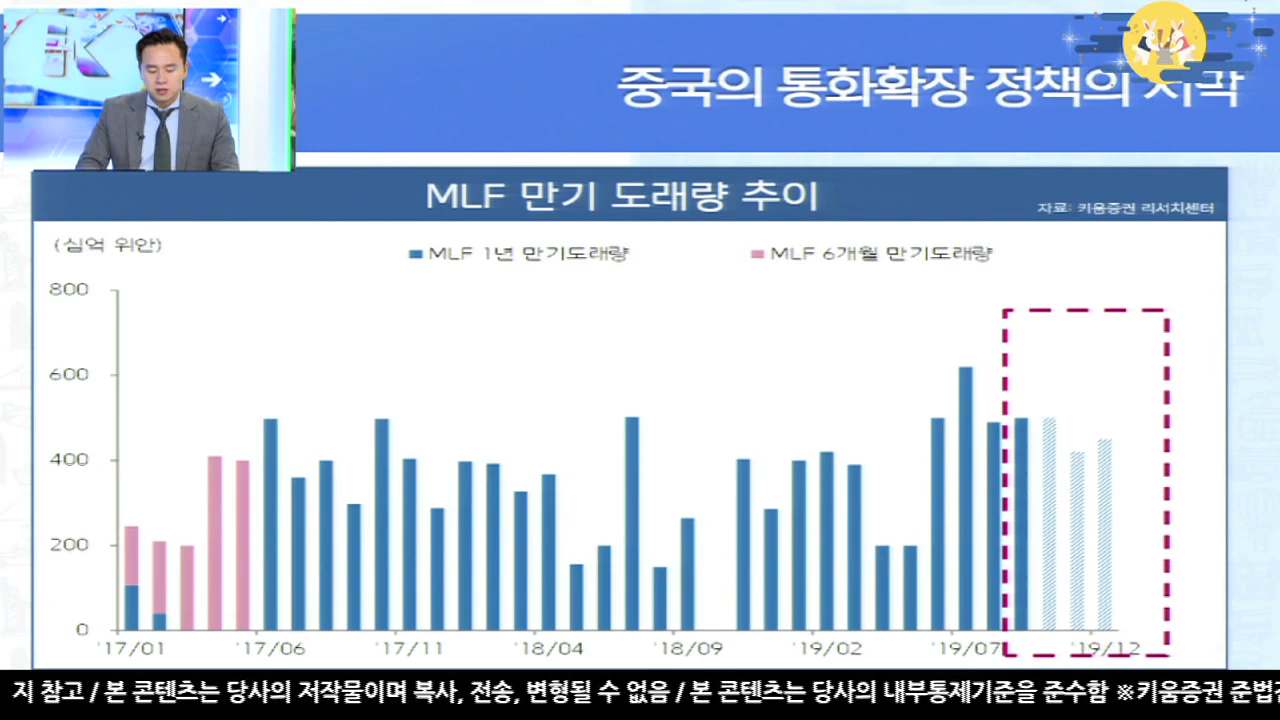 중국의 통화확장 정책의 시작
MLF 만기 도래량 추이
자료: 키움증권 리서치센터
(십억 위안)
MLF 1년 만기도래량
MLF 6개월 만기도래량
800
600
400
200
0
'17/01
'17/06
'17/11
'18/04
'18/09
'19/02
'19/07
'19/12
지 참고 / 본 콘텐츠는 당사의 저작물이며 복사, 전송, 변형될 수 없음 / 본 콘텐츠는 당사의 내부통제기준을 준수함 ※키움증권 준법